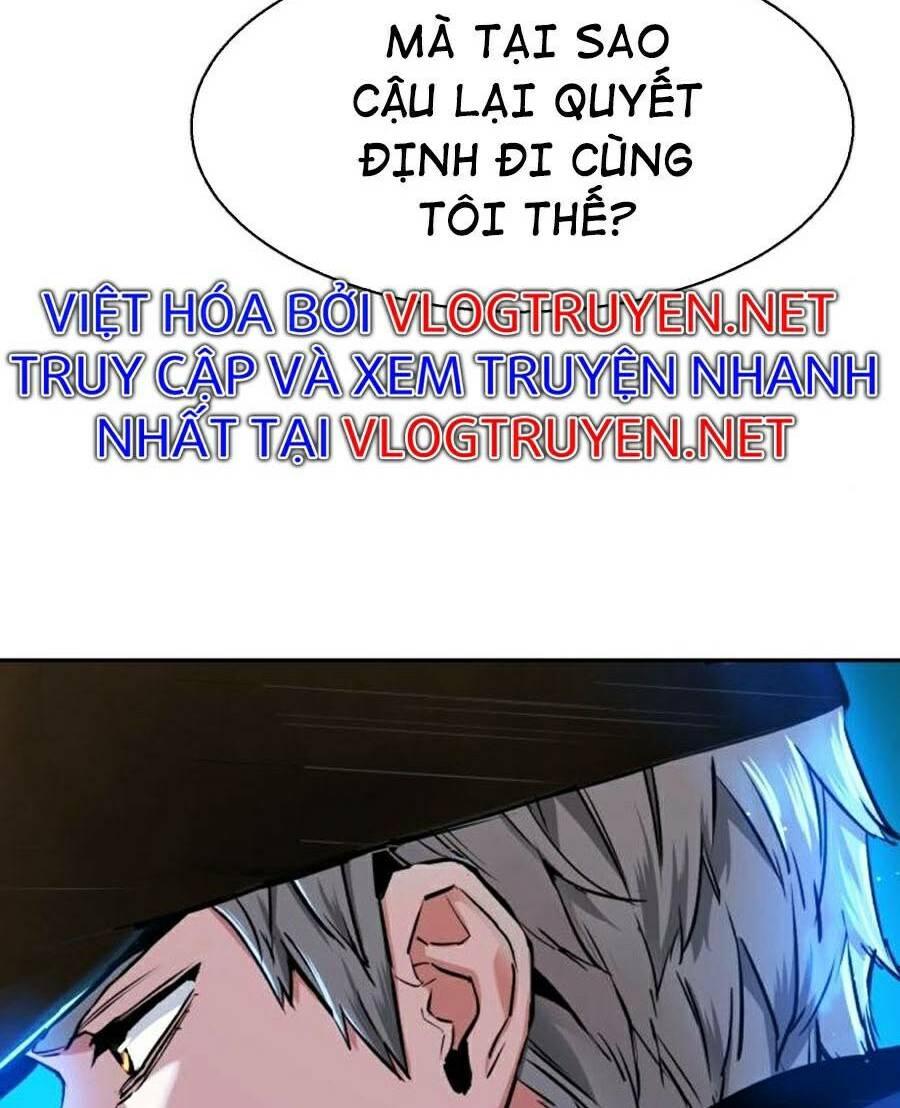 MÀ TẠI SAO
CẬU LẠI QUYẾT
ĐỊNH ĐI CÙNG
TÔI THẾ?
VIỆT HÓA BỞI VLOGTRUYEN.NET
TRUY CẬP VÀ XEM TRUYỆN NHANH
NHẤT TẠI VLOGTRUYEN.NET